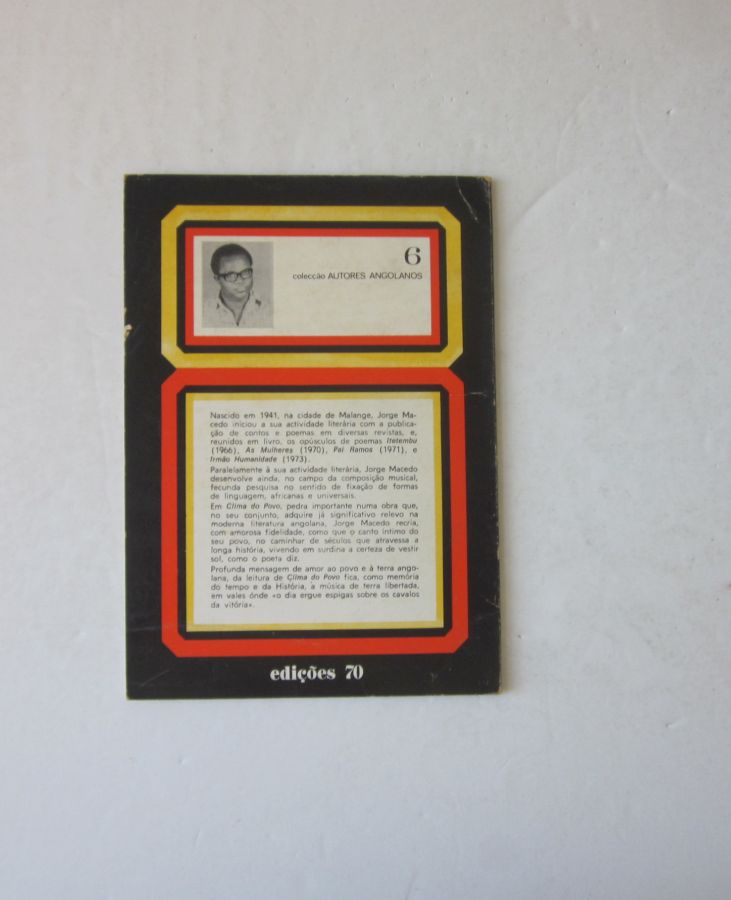 6
colecção AUTORES ANGOLANOS
Nascido em 1941, na cidade de Malange, Jorge Ma-
cedo iniciou a sua actividade literária com a publica-
ção de contos e poemas em diversas revistas, e,
reunidos em livro, os opúsculos de poemas Itetembu
(1966), As Mulheres (1970), Pai Ramos (1971), e
Irmão Humanidade (1973).
Paralelamente à sua actividade literária, Jorge Macedo
desenvolve ainda, no campo da composição musical,
fecunda pesquisa no sentido de fixação de formas
de linguagem, africanas e universais.
Em Clima do Povo, pedra importante numa obra que,
no seu conjunto, adquire já significativo relevo na
moderna literatura angolana, Jorge Macedo recria,
com amorosa fidelidade, como que o canto íntimo do
seu povo, no caminhar de séculos que atravessa a
longa história, vivendo em surdina a certeza de vestir
sol, como o poeta diz.
Profunda mensagem de amor ao povo e à terra ango-
lana, da leitura de Clima do Povo fica, como memória
do tempo e da História, a música de terra libertada,
em vales onde «o dia ergue espigas sobre os cavalos
da vitória».
edições 70